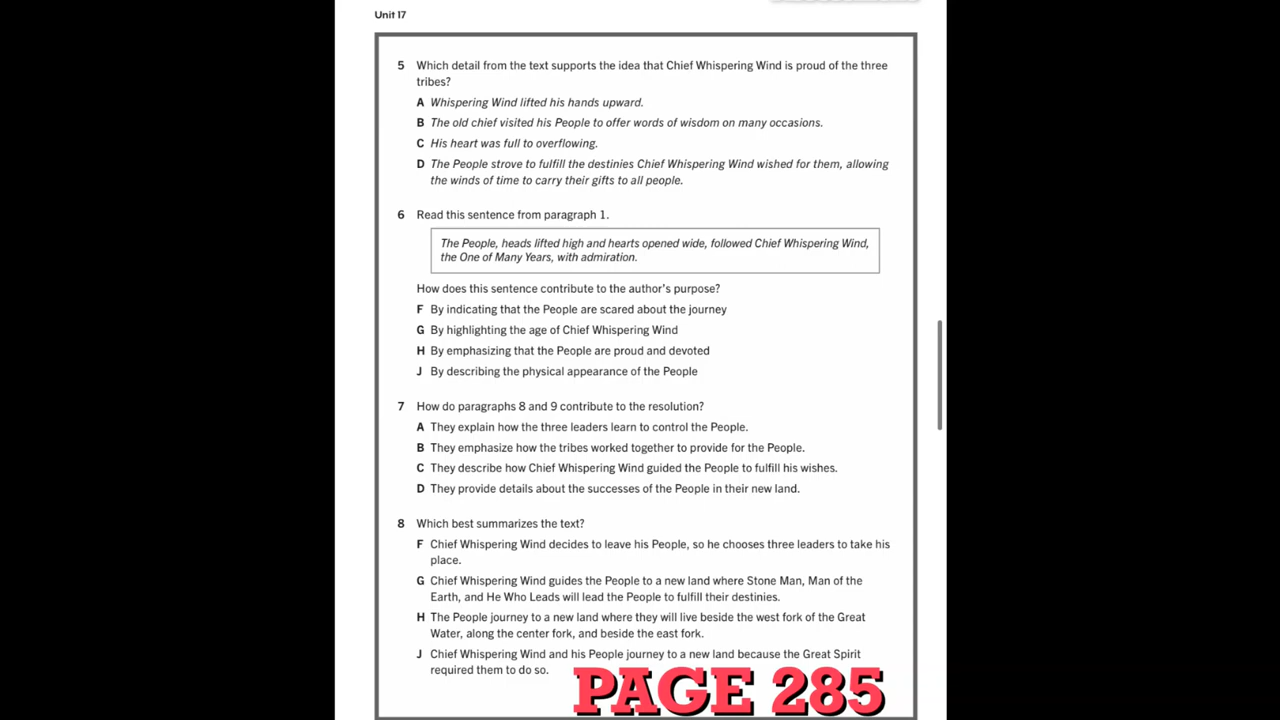 Unit 17
5 Which detail from the text supports the idea that Chief Whispering Wind is proud of the three
tribes?
A Whispering Wind lifted his hands upward.
B The old chief visited his People to offer words of wisdom on many occasions.
C His heart was full to overflowing.
D The People strove to fulfill the destinies Chief Whispering Wind wished for them, allowing
the winds of time to carry their gifts to all people.
6 Read this sentence from paragraph 1.
The People, heads lifted high and hearts opened wide, followed Chief Whispering Wind,
the One of Many Years, with admiration.
How does this sentence contribute to the author's purpose?
F By indicating that the People are scared about the journey
G By highlighting the age of Chief Whispering Wind
H By emphasizing that the People are proud and devoted
J By describing the physical appearance of the People
7 How do paragraphs 8 and 9 contribute to the resolution?
A They explain how the three leaders learn to control the People.
B They emphasize how the tribes worked together to provide for the People.
C They describe how Chief Whispering Wind guided the People to fulfill his wishes.
D They provide details about the successes of the People in their new land.
8 Which best summarizes the text?
F Chief Whispering Wind decides to leave his People, so he chooses three leaders to take his
place.
G Chief Whispering Wind guides the People to a new land where Stone Man, Man of the
Earth, and He Who Leads will lead the People to fulfill their destinies.
H The People journey to a new land where they will live beside the west fork of the Great
Water, along the center fork, and beside the east fork.
J Chief Whispering Wind and his People journey to a new land because the Great Spirit
required them to do so.
PAGE 285